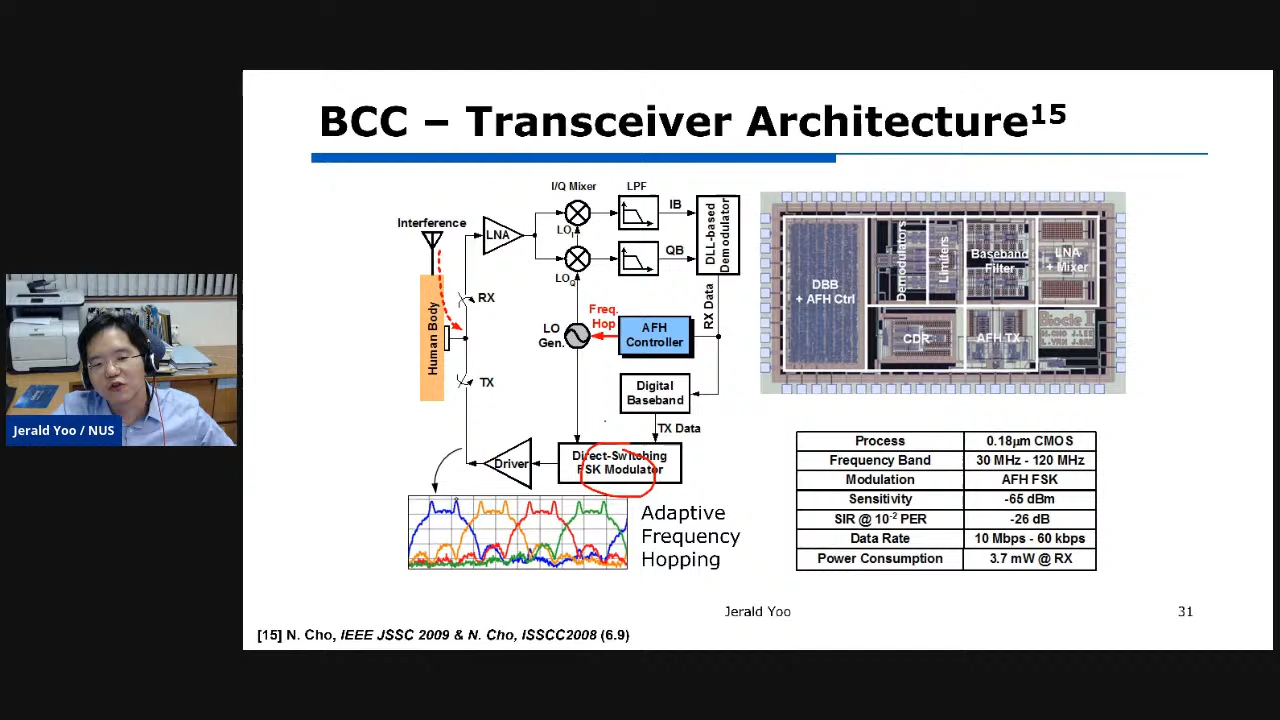 BCC – Transceiver Architecture15
I/Q Mixer
LPF
Interference
LNA
LOI
LOQ
IB
QB
DLL-based
Demodulator
RX
Human Body
TX
LO
Gen.
Freq.
Hop
AFH
Controller
RX Data
Digital
Baseband
TX Data
Direct-Switching
FSK Modulator
Driver
Adaptive
Frequency
Hopping
DBB
+ AFH Ctrl
Demodulators
Limiters
Baseband
Filter
LNA
+ Mixer
CDR
AFH TX
Process 0.18µm CMOS
Frequency Band 30 MHz - 120 MHz
Modulation AFH FSK
Sensitivity -65 dBm
SIR @ 10-2 PER -26 dB
Data Rate 10 Mbps - 60 kbps
Power Consumption 3.7 mW @ RX
Jerald Yoo
31
[15] N. Cho, IEEE JSSC 2009 & N. Cho, ISSCC2008 (6.9)
Jerald Yoo / NUS